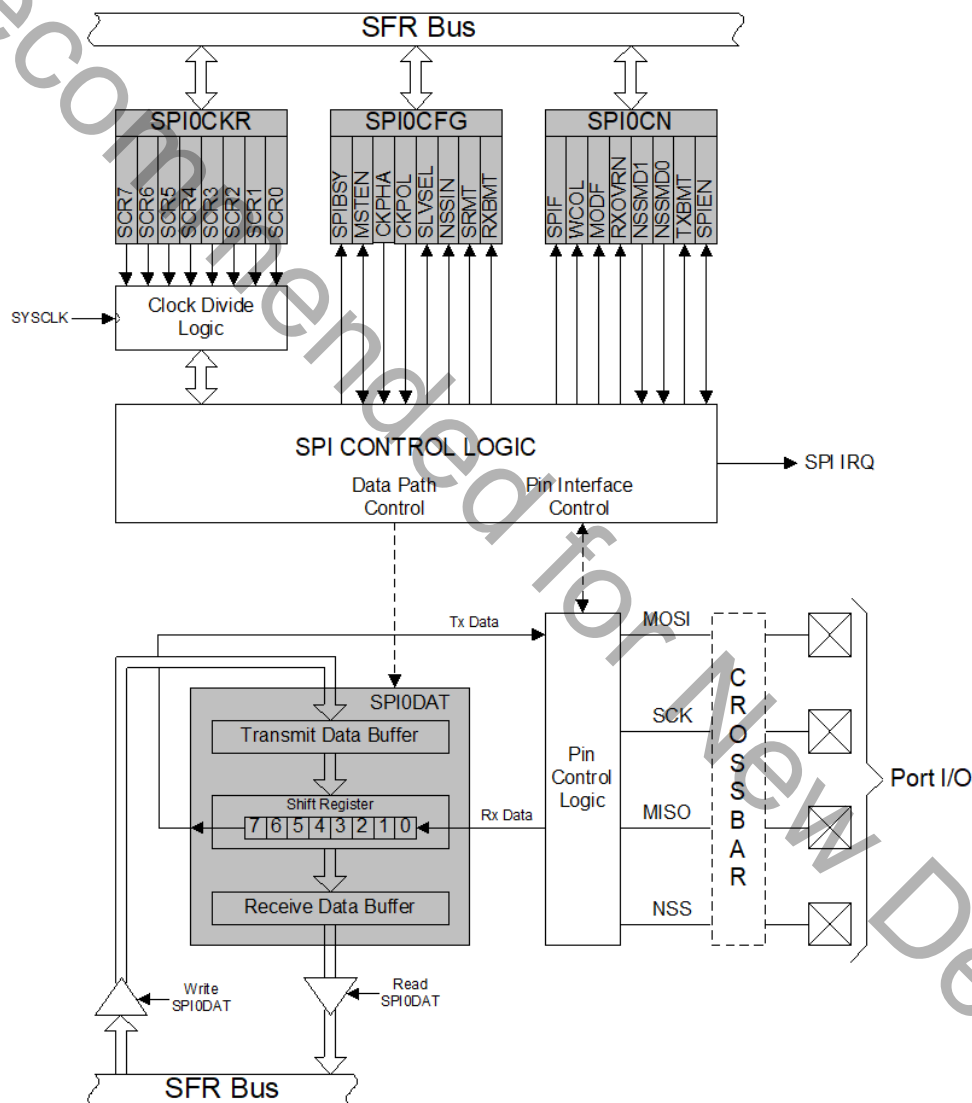 SFR Bus
SPI0CKR
SCR7
SCR6
SCR5
SCR4
SCR3
SCR2
SCR1
SCR0
SPI0CFG
SPIBSY
MSTEN
CKPHA
CKPOL
SLVSEL
NSSIN
SRMT
RXBMT
SPI0CN
SPIF
WCOL
MODF
RXOVRN
NSSMD1
NSSMD0
TXBMT
SPIEN
SYSCLK
Clock Divide
Logic
SPI CONTROL LOGIC
Data Path
Control
Pin Interface
Control
SPI IRQ
Tx Data
SPI0DAT
Transmit Data Buffer
Shift Register
7 6 5 4 3 2 1 0
Rx Data
Receive Data Buffer
Pin
Control
Logic
MOSI
SCK
MISO
NSS
CROSSBAR
Port I/O
Write
SPI0DAT
Read
SPI0DAT
SFR Bus
ecommended for New De